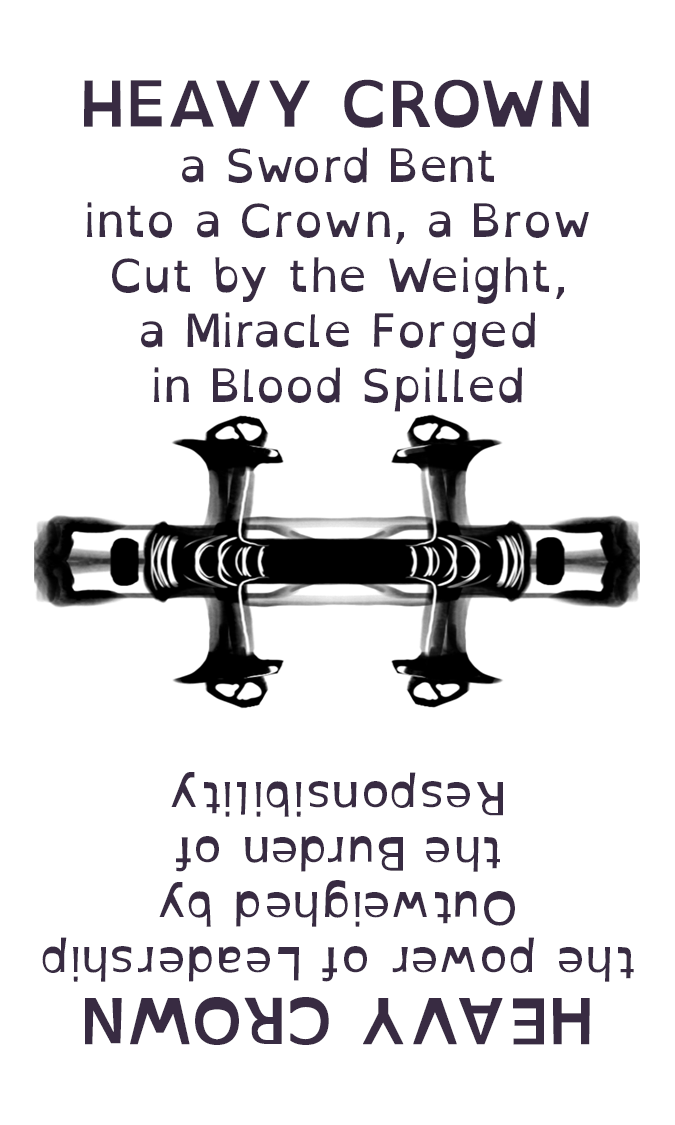 HEAVY CROWN
a Sword Bent
into a Crown, a Brow
Cut by the Weight,
a Miracle Forged
in Blood Spilled
HEAVY CROWN
the power of Leadership
Outweighed by
the Burden of
Responsibility